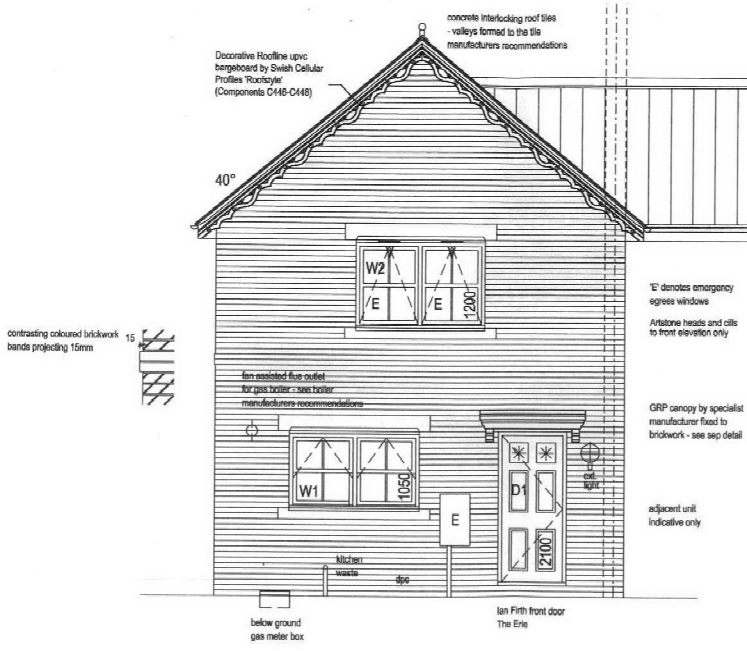 concrete interlocking roof tiles
- valleys formed to the tile
manufacturers recommendations
Decorative Roofline upvc
bargeboard by Swish Cellular
Profiles 'Roofstyle'
(Components C446-C448)
40°
W2
E
E
1200
'E' denotes emergency
egress windows
Artstone heads and cills
to front elevation only
contrasting coloured brickwork
bands projecting 15mm
15
fan assisted flue outlet
for gas boiler - see boiler
manufacturers recommendations
GRP canopy by specialist
manufacturer fixed to
brickwork - see sep detail
W1
1050
ext.
light
D1
2100
E
adjacent unit
indicative only
kitchen
waste
dpc
below ground
gas meter box
Ian Firth front door
The Erie